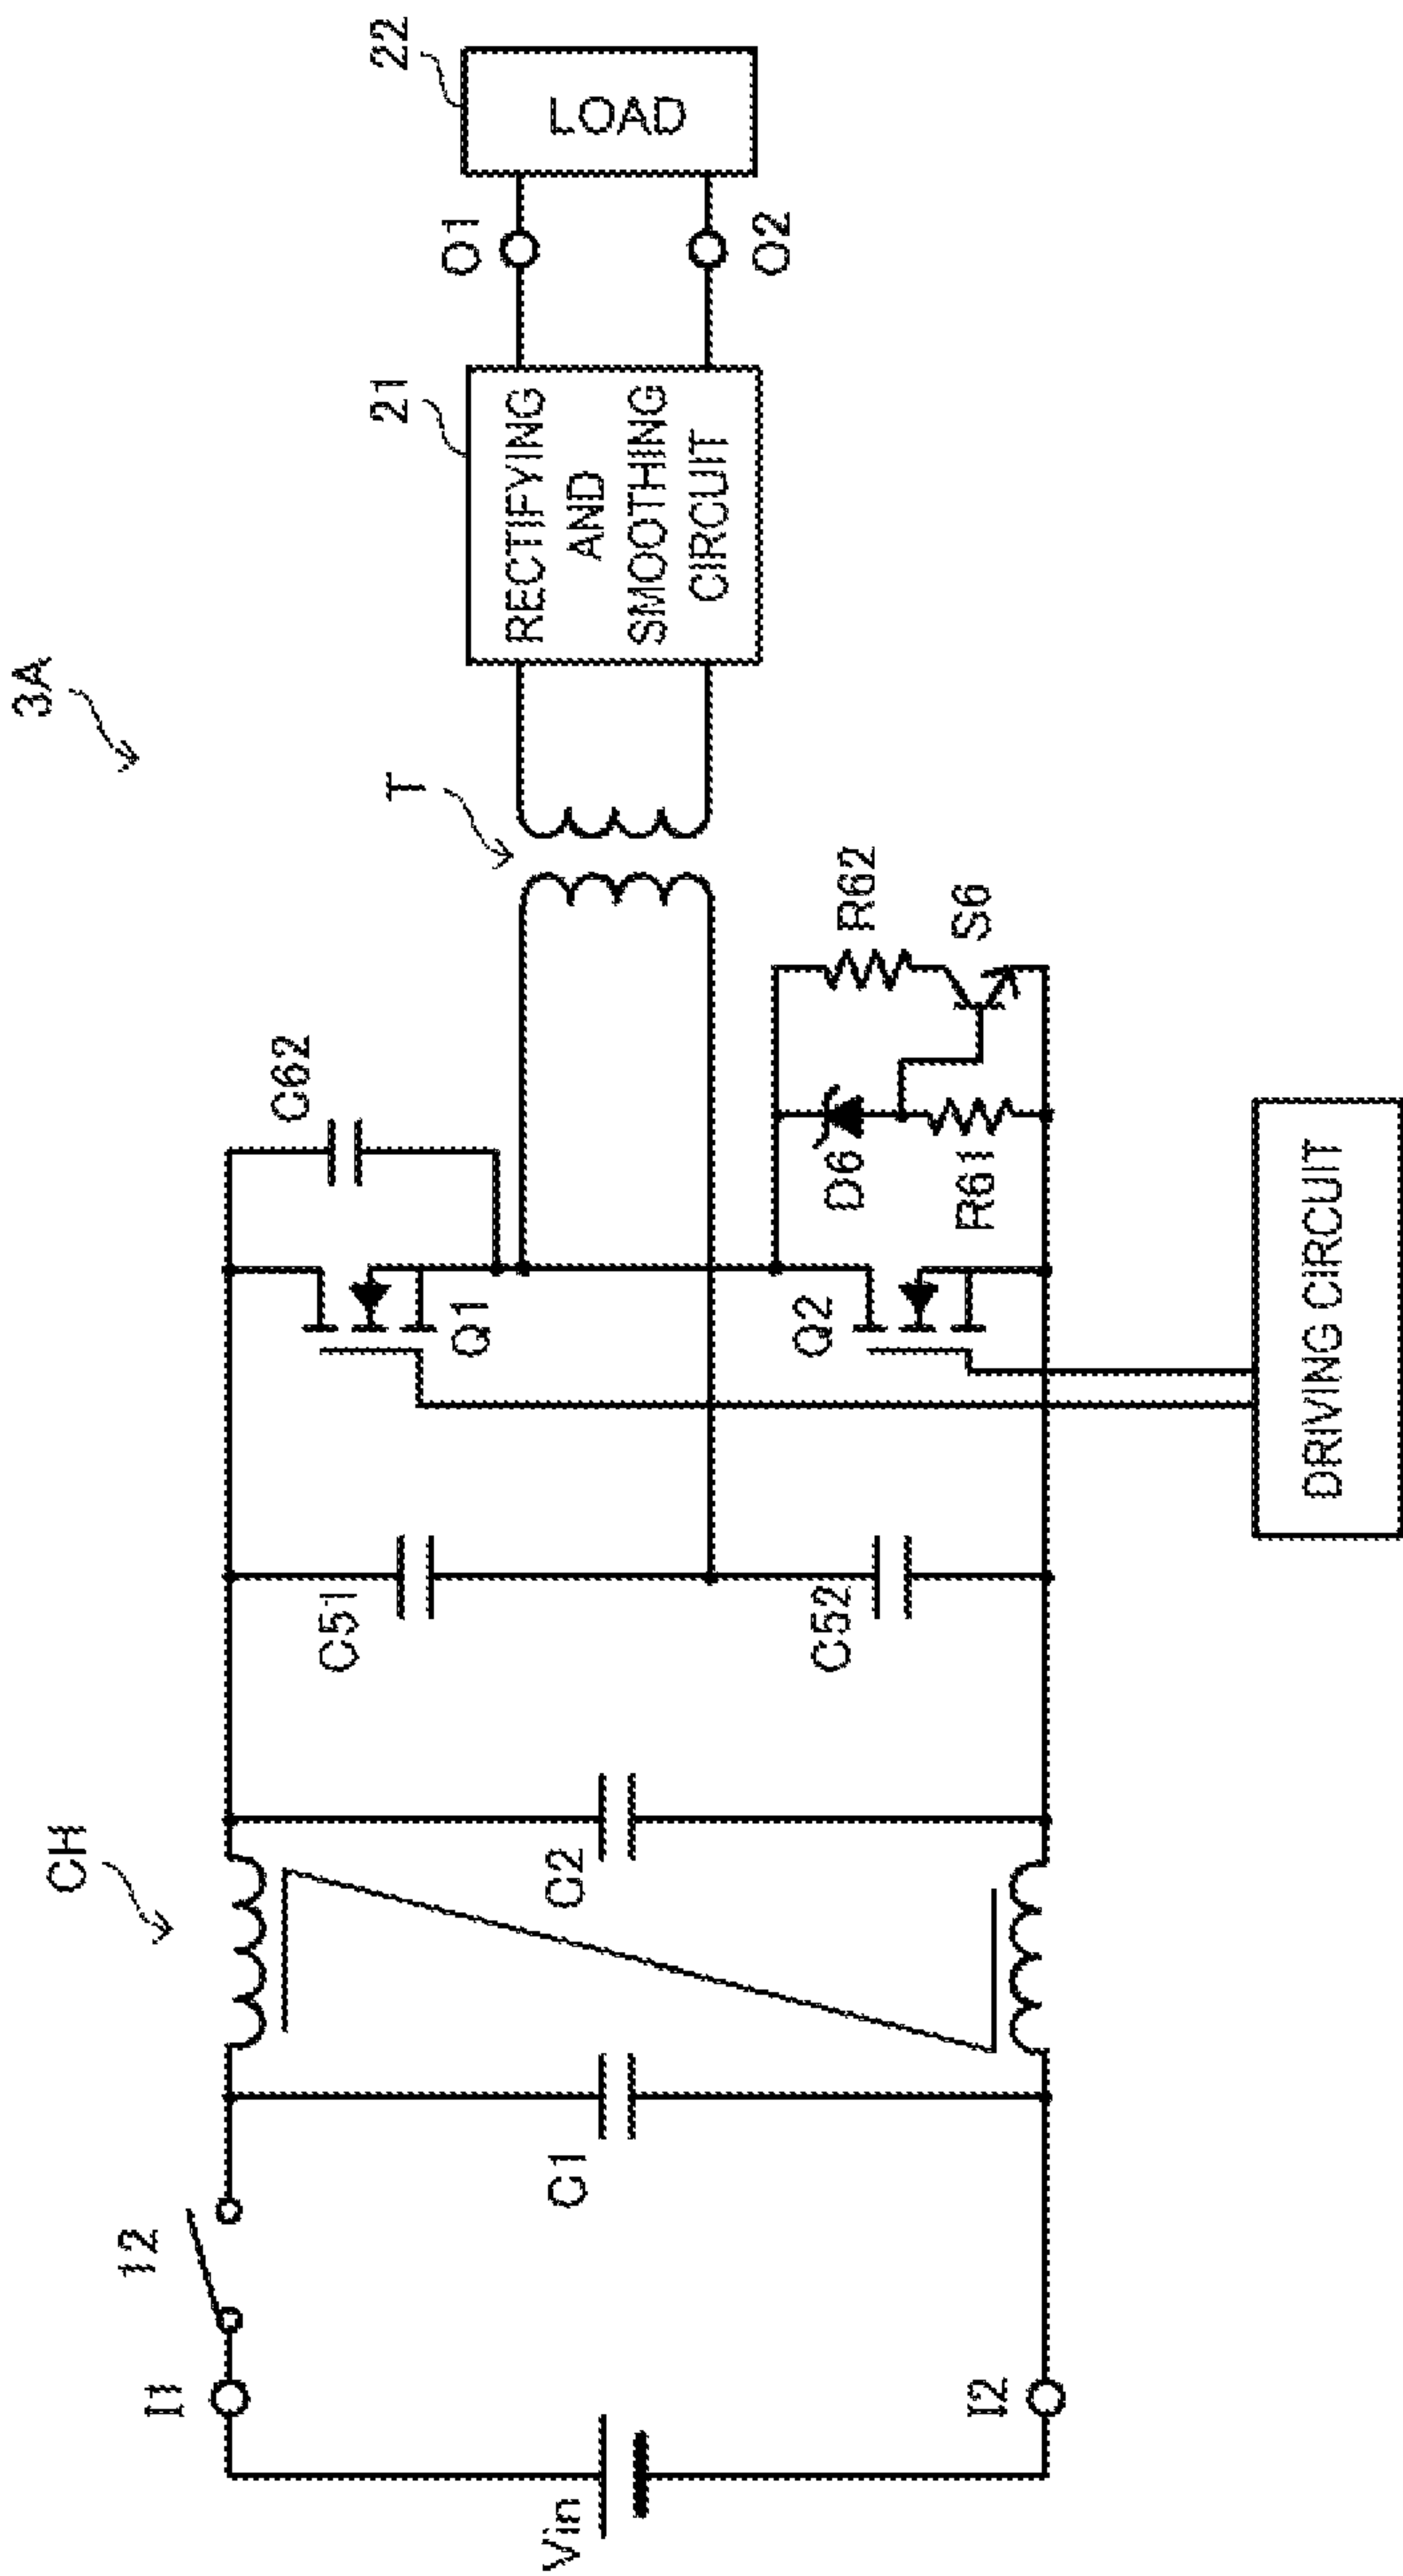 3A
CH
I1
12
C62
T
21
22
O1
O2
LOAD
RECTIFYING
AND
SMOOTHING
CIRCUIT
Vin
C1
C2
C51
C52
Q1
Q2
D6
R61
R62
S6
I2
DRIVING CIRCUIT